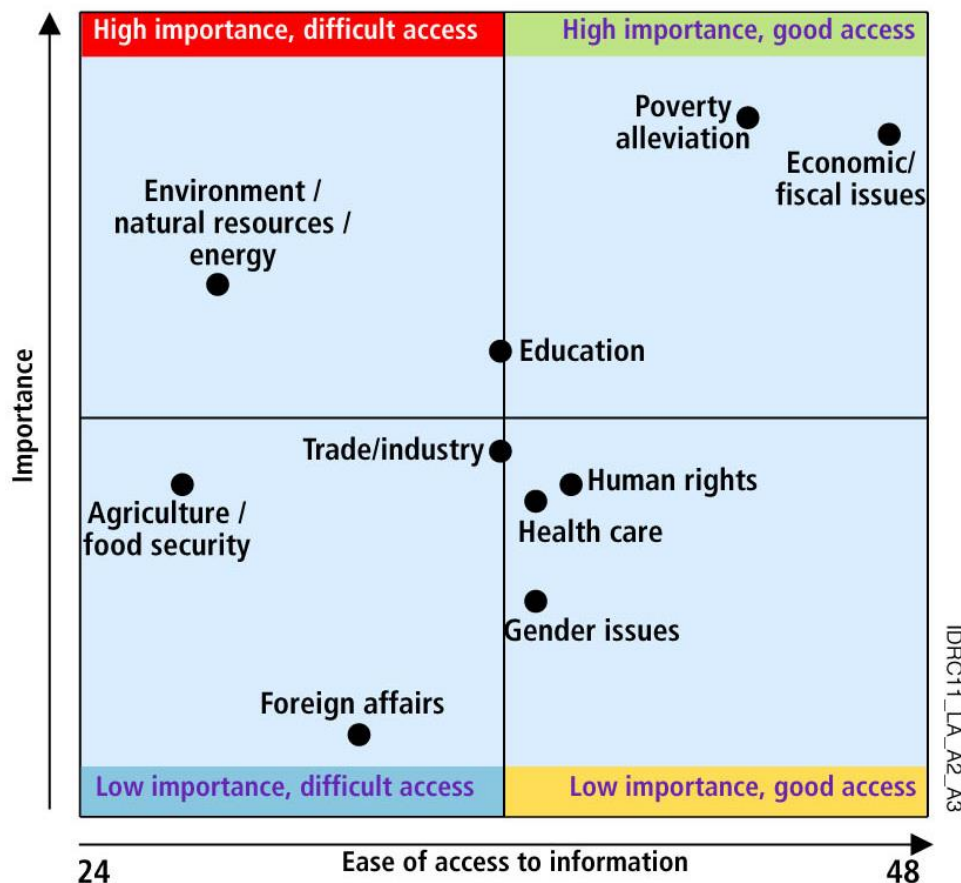 High importance, difficult access
High importance, good access
Poverty
alleviation
Economic/
fiscal issues
Environment /
natural resources /
energy
Education
Importance
Trade/industry
Human rights
Agriculture /
food security
Health care
Gender issues
Foreign affairs
Low importance, difficult access
Low importance, good access
IDRC11_LA_A2_A3
24
Ease of access to information
48